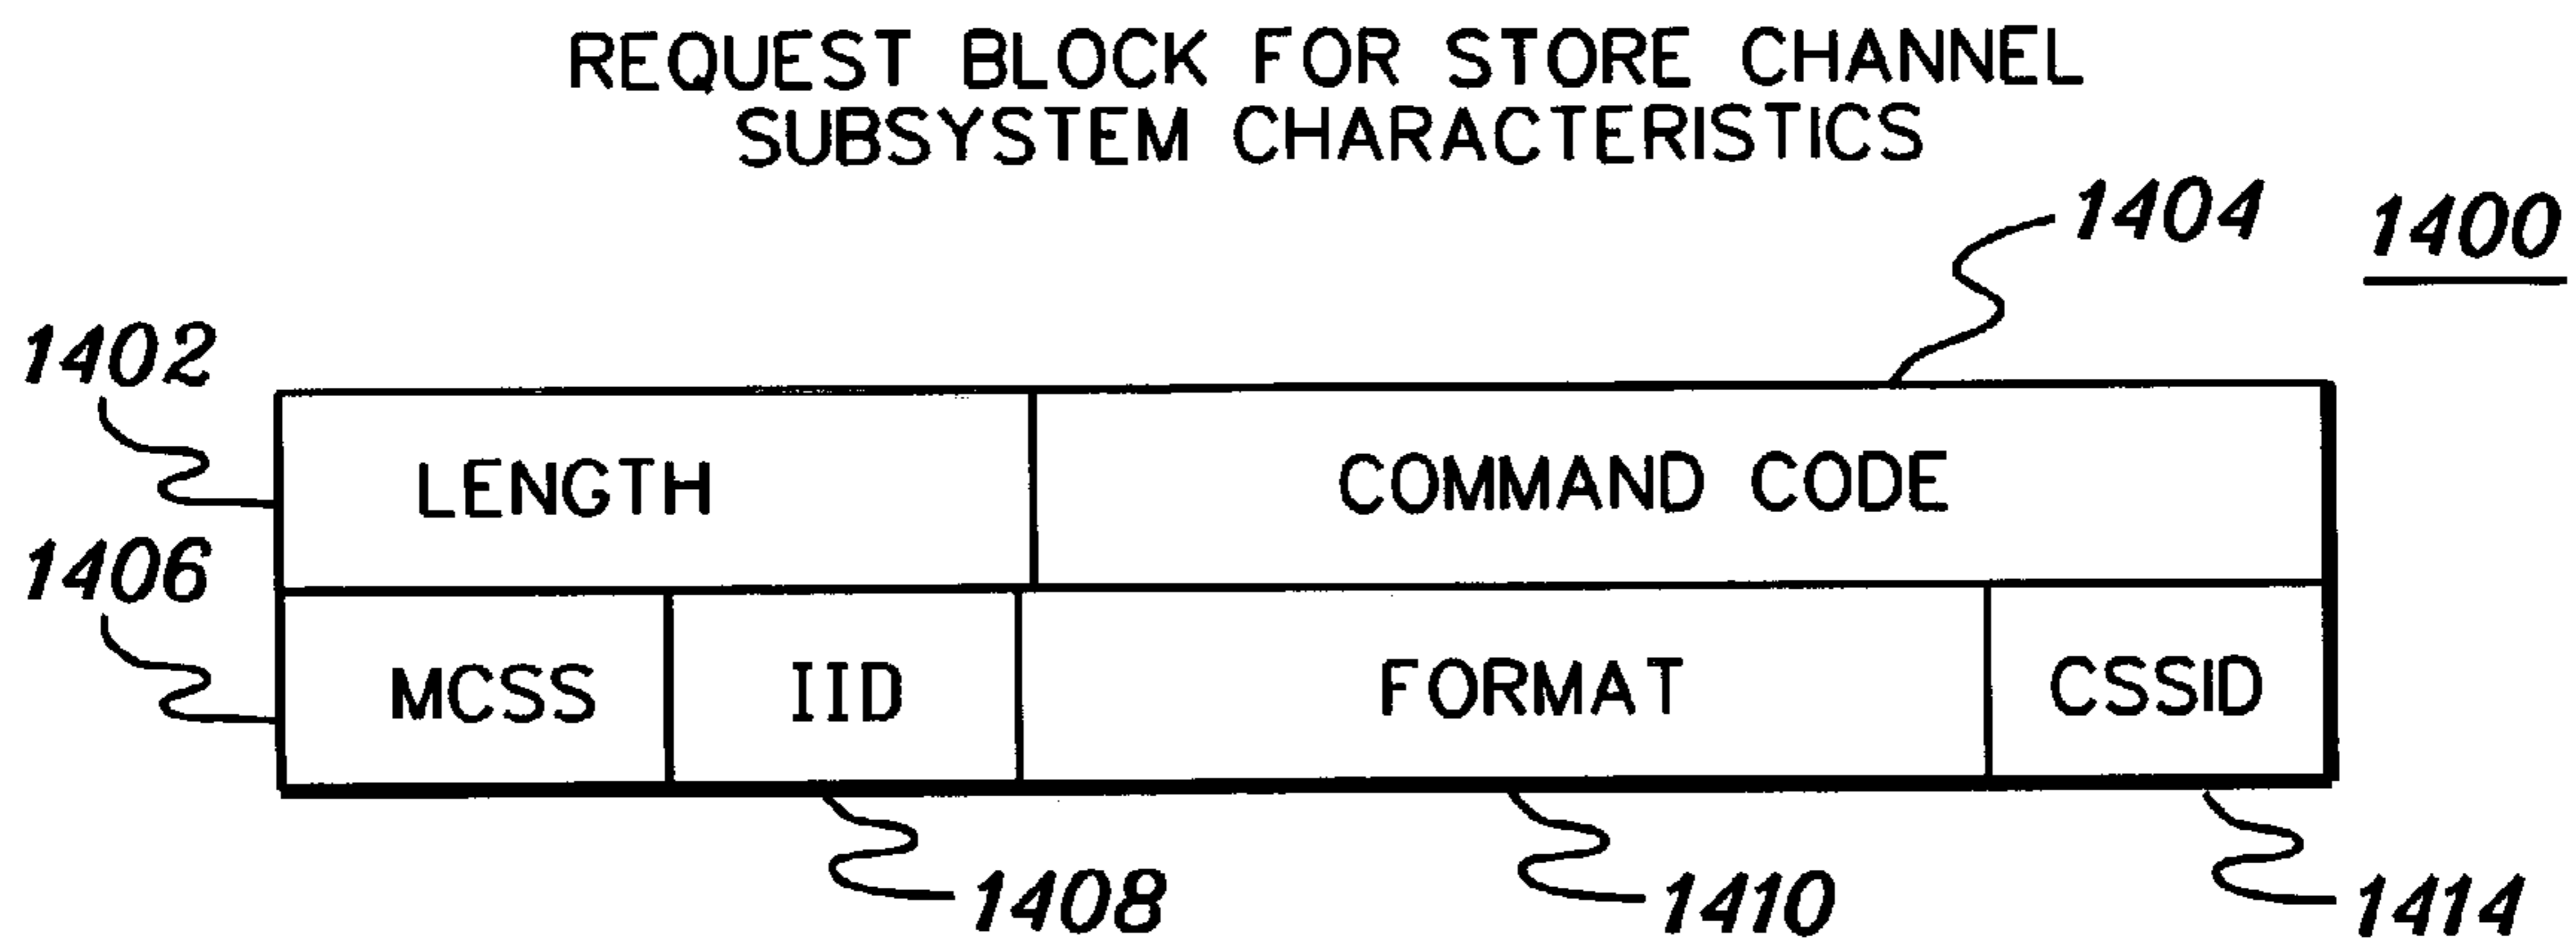 REQUEST BLOCK FOR STORE CHANNEL
SUBSYSTEM CHARACTERISTICS
1404
1400
1402
LENGTH
COMMAND CODE
1406
MCSS
IID
FORMAT
CSSID
1408
1410
1414